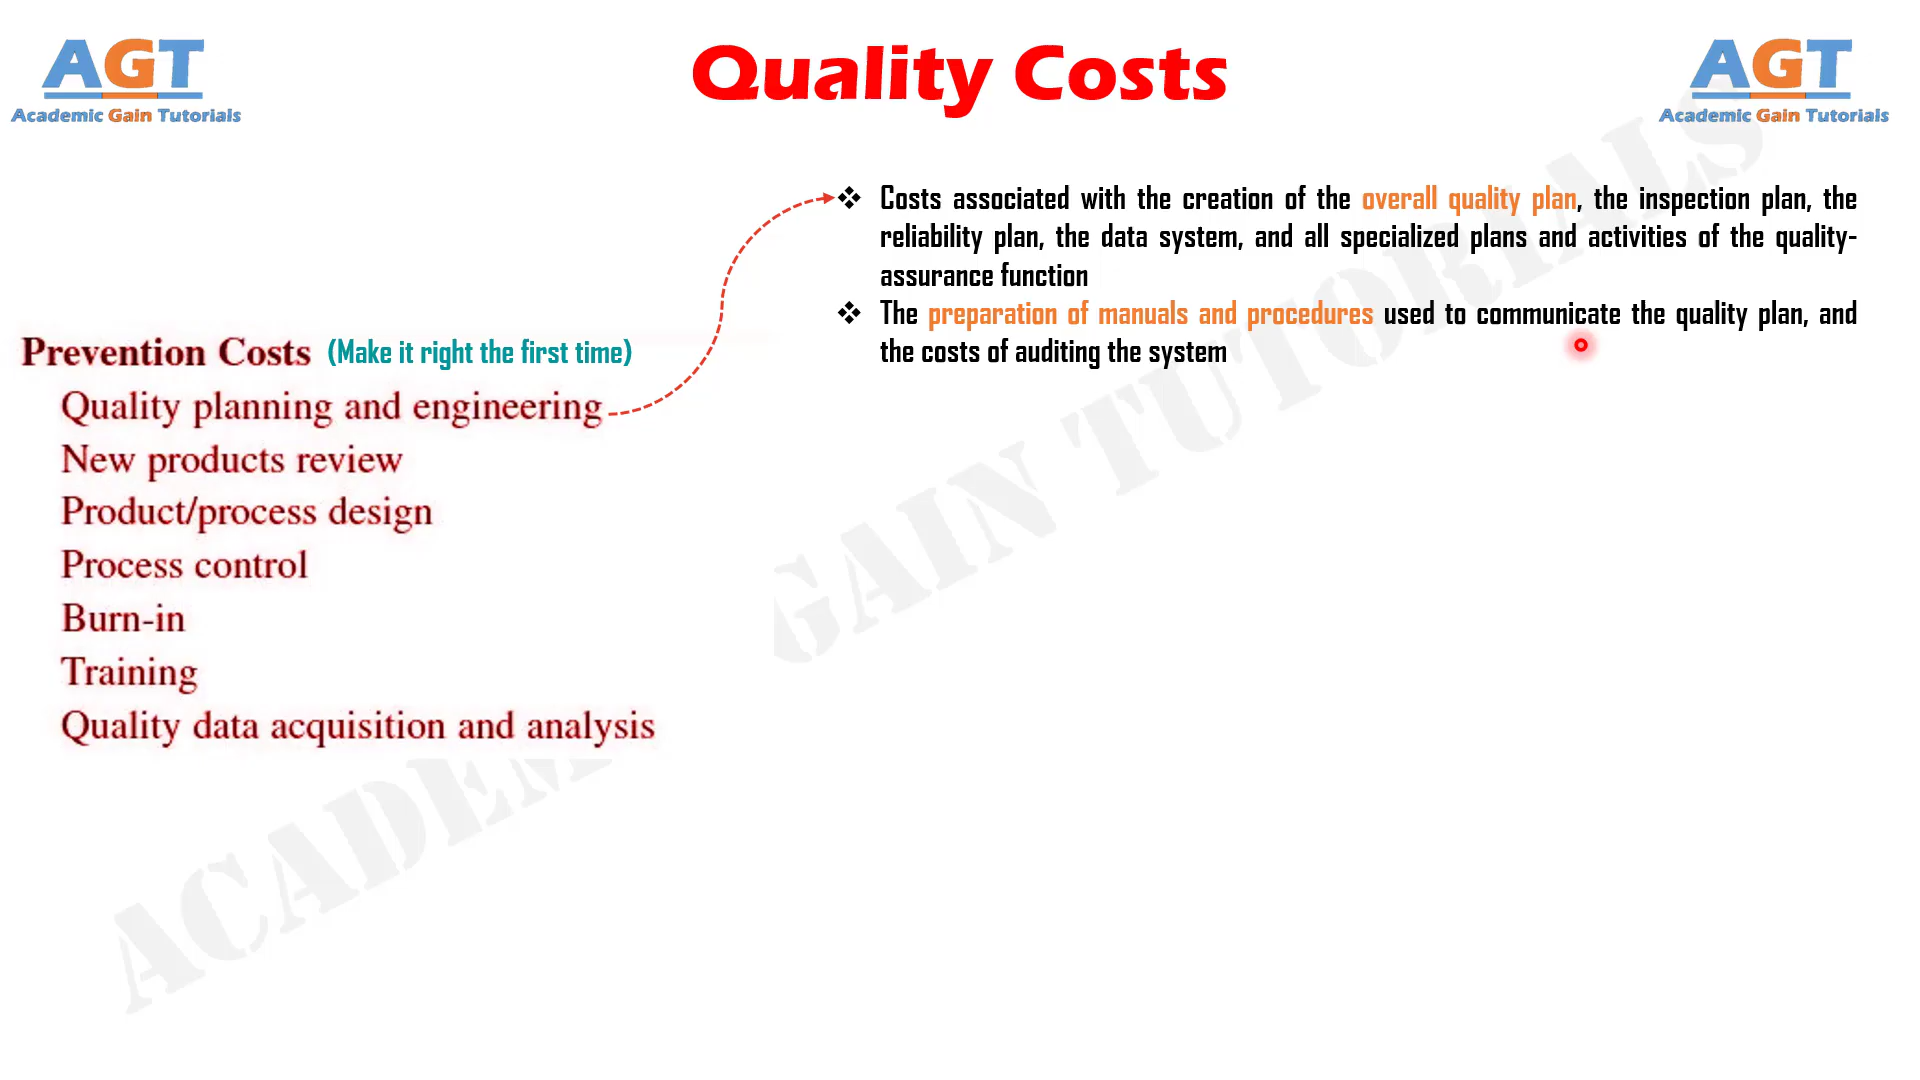 AGT
Academic Gain Tutorials
Quality Costs
AGT
Academic Gain Tutorials
❖ Costs associated with the creation of the overall quality plan, the inspection plan, the
reliability plan, the data system, and all specialized plans and activities of the quality-
assurance function
❖ The preparation of manuals and procedures used to communicate the quality plan, and
the costs of auditing the system
Prevention Costs (Make it right the first time)
Quality planning and engineering
New products review
Product/process design
Process control
Burn-in
Training
Quality data acquisition and analysis
ACADEM GAIN TUTORIALS